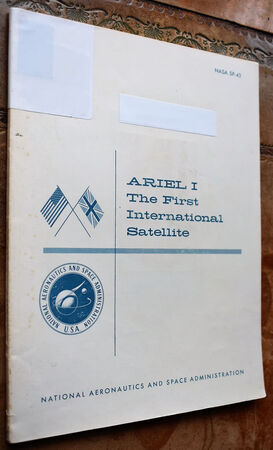 NASA SP-43
ARIEL I
The First
International
Satellite
NATIONAL AERONAUTICS AND SPACE ADMINISTRATION
U.S.A.
NATIONAL AERONAUTICS AND SPACE ADMINISTRATION